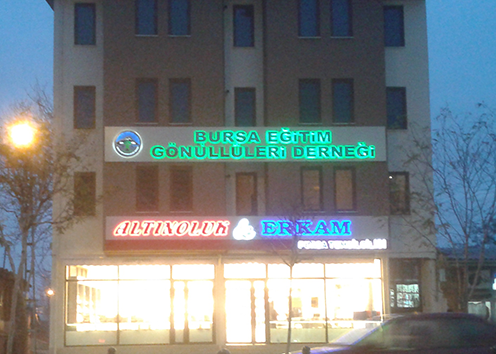 BURSA EĞİTİM
GÖNÜLLÜLERİ DERNEĞİ
ALTINOLUK & ERKAM
BURSA TEMSİLCİLİĞİ